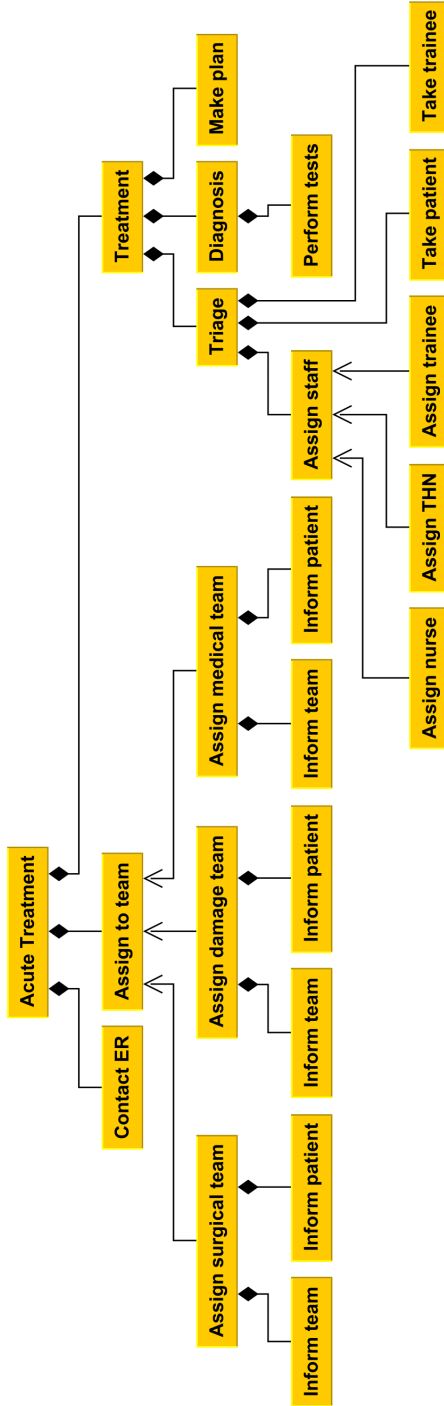 Acute Treatment
Contact ER
Assign to team
Treatment
Assign surgical team
Assign damage team
Assign medical team
Triage
Diagnosis
Make plan
Inform team
Inform patient
Inform team
Inform patient
Inform team
Inform patient
Assign staff
Perform tests
Assign nurse
Assign THN
Assign trainee
Take patient
Take trainee